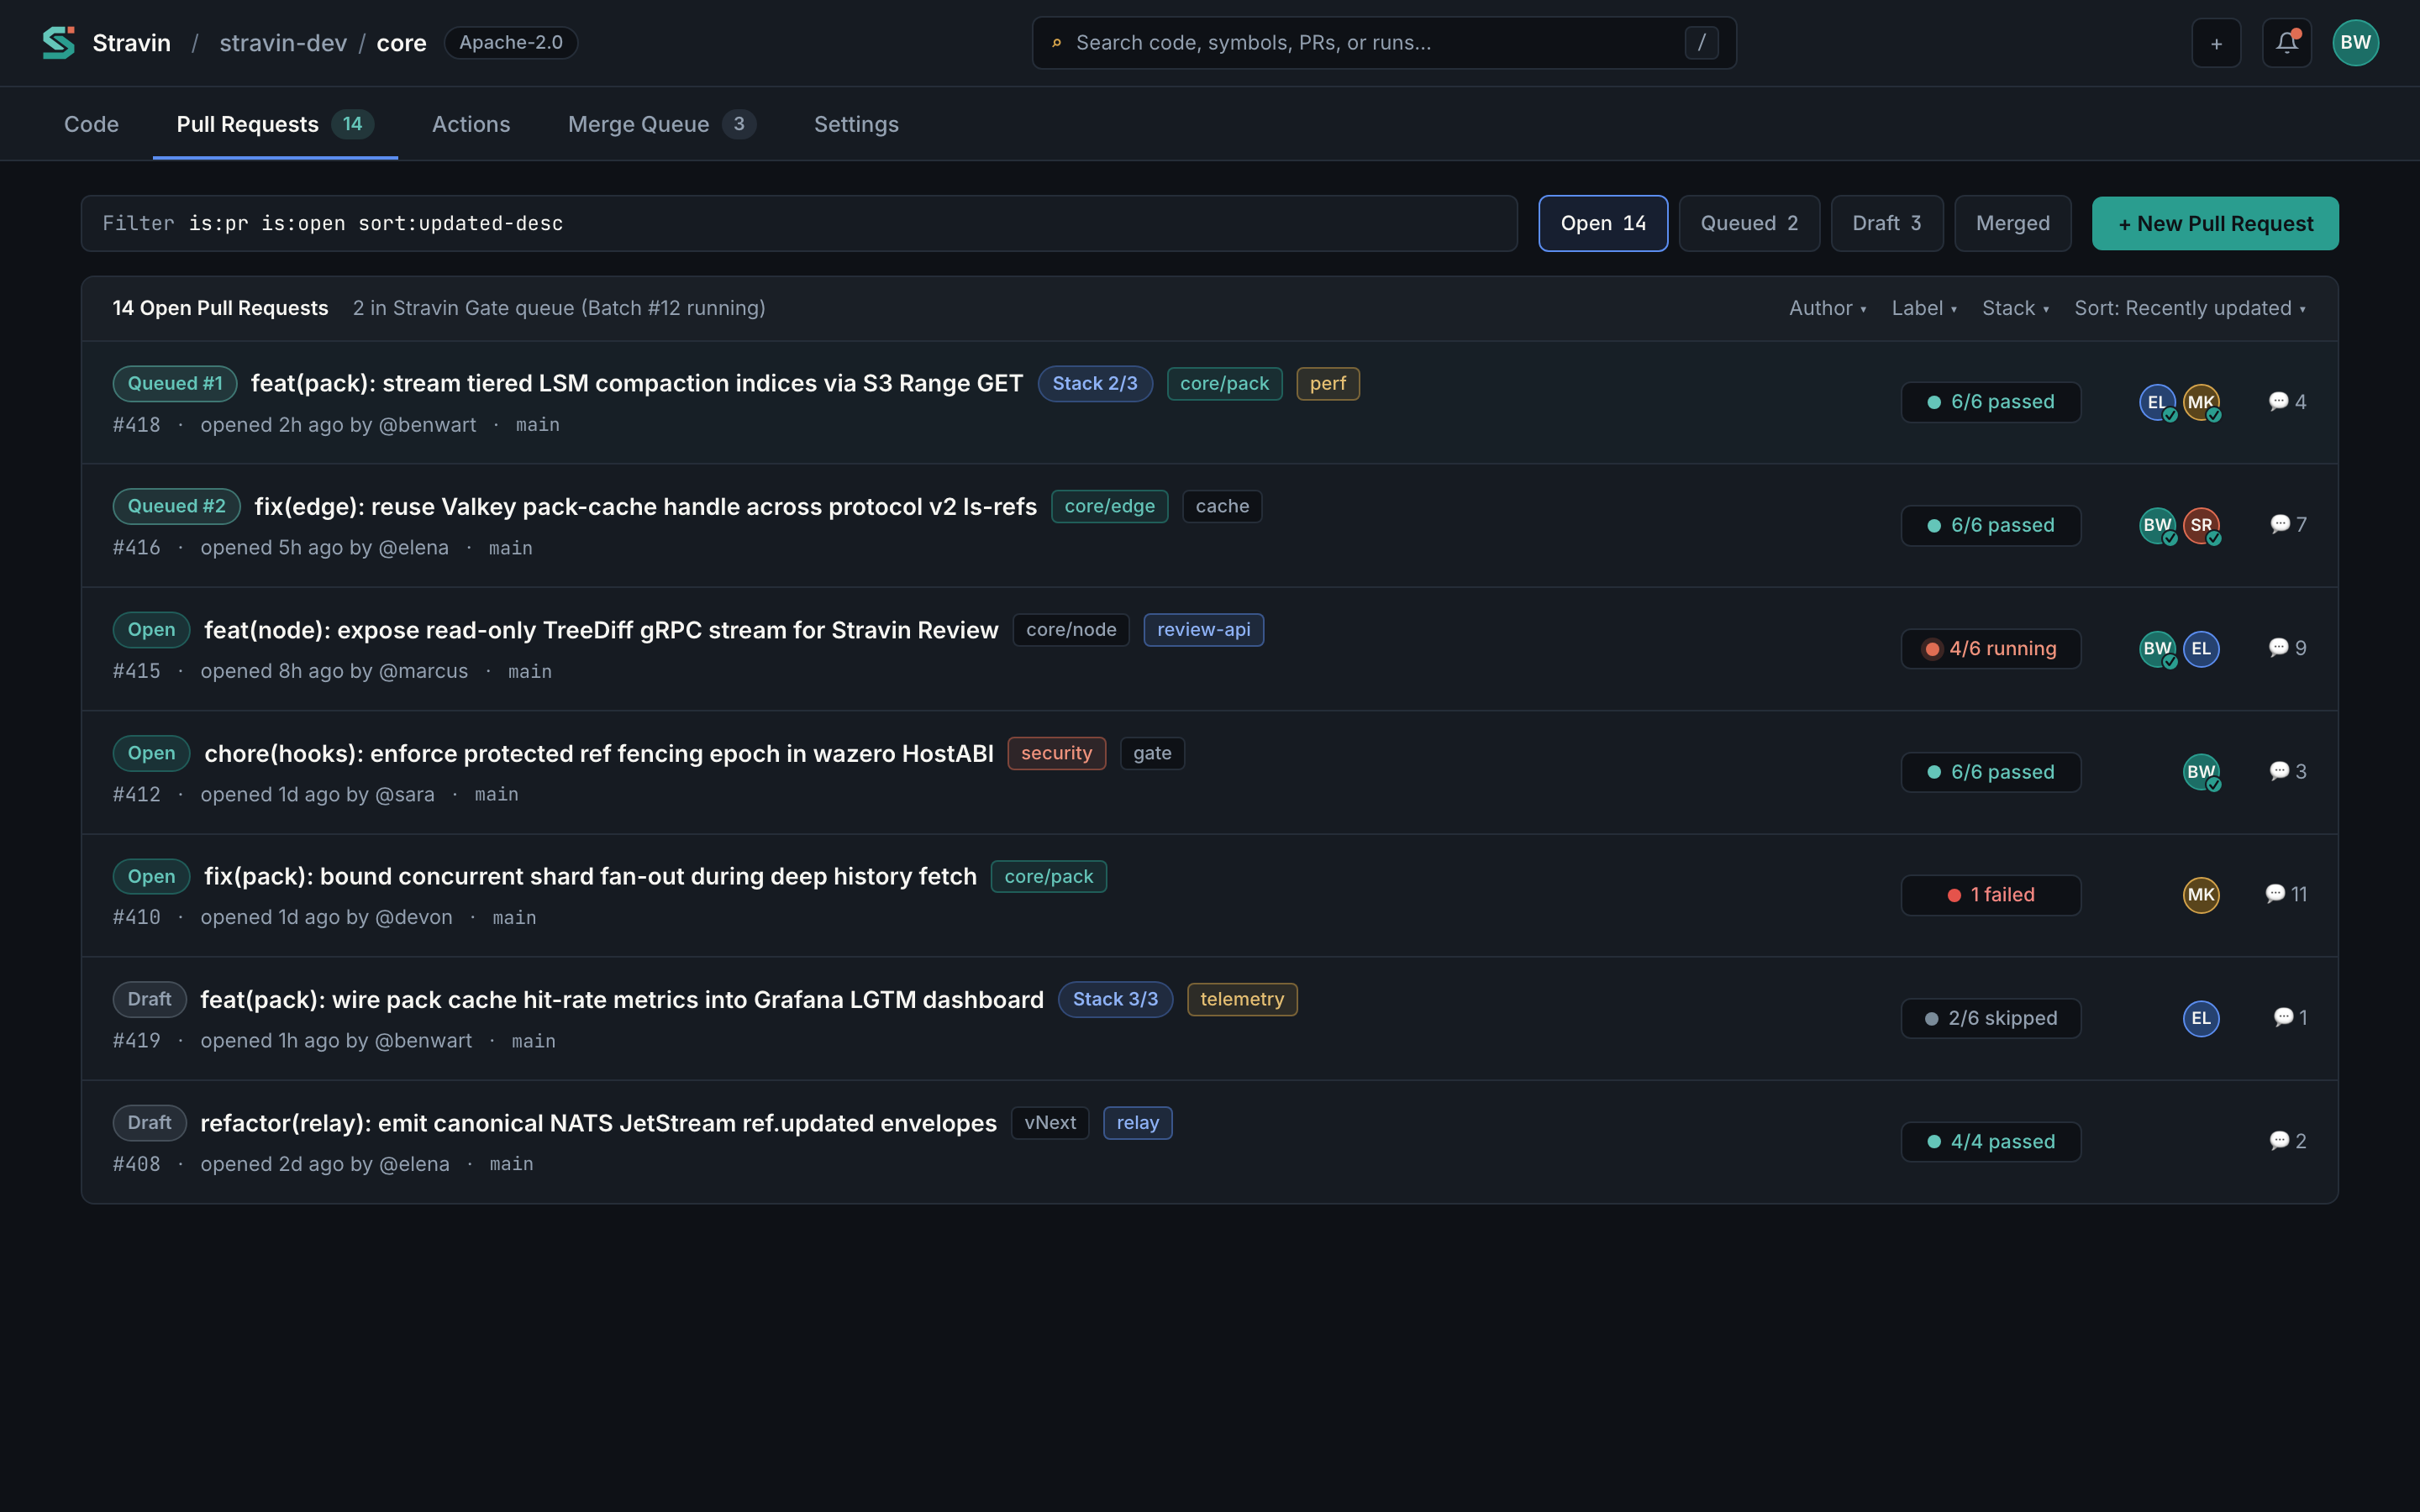 Stravin / stravin-dev / core Apache-2.0 Search code, symbols, PRs, or runs... / + BW
Code Pull Requests 14 Actions Merge Queue 3 Settings
Filter is:pr is:open sort:updated-desc Open 14 Queued 2 Draft 3 Merged + New Pull Request
14 Open Pull Requests 2 in Stravin Gate queue (Batch #12 running) Author ▾ Label ▾ Stack ▾ Sort: Recently updated ▾
Queued #1 feat(pack): stream tiered LSM compaction indices via S3 Range GET Stack 2/3 core/pack perf
#418 · opened 2h ago by @benwart · main
6/6 passed EL MK 4
Queued #2 fix(edge): reuse Valkey pack-cache handle across protocol v2 ls-refs core/edge cache
#416 · opened 5h ago by @elena · main
6/6 passed BW SR 7
Open feat(node): expose read-only TreeDiff gRPC stream for Stravin Review core/node review-api
#415 · opened 8h ago by @marcus · main
4/6 running BW EL 9
Open chore(hooks): enforce protected ref fencing epoch in wazero HostABI security gate
#412 · opened 1d ago by @sara · main
6/6 passed BW 3
Open fix(pack): bound concurrent shard fan-out during deep history fetch core/pack
#410 · opened 1d ago by @devon · main
1 failed MK 11
Draft feat(pack): wire pack cache hit-rate metrics into Grafana LGTM dashboard Stack 3/3 telemetry
#419 · opened 1h ago by @benwart · main
2/6 skipped EL 1
Draft refactor(relay): emit canonical NATS JetStream ref.updated envelopes vNext relay
#408 · opened 2d ago by @elena · main
4/4 passed 2